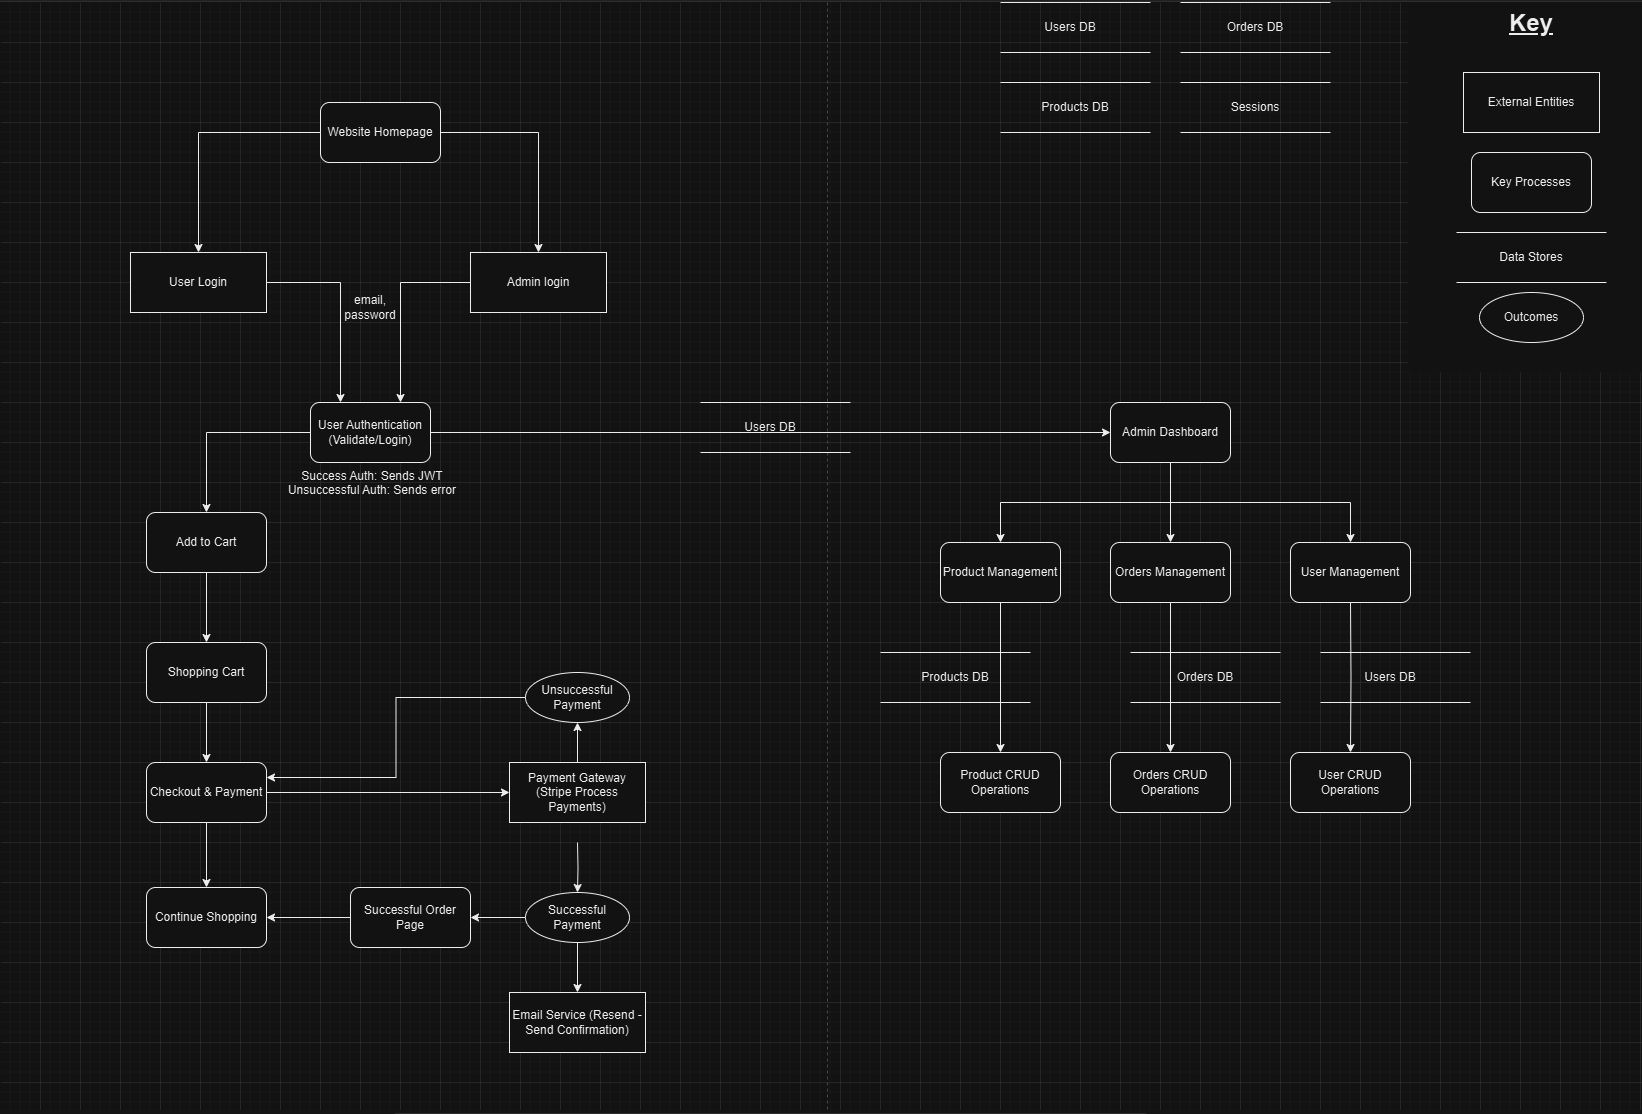 Users DB
Orders DB
Key
Products DB
Sessions
External Entities
Website Homepage
Key Processes
User Login
Admin login
email,
password
Data Stores
Outcomes
User Authentication
(Validate/Login)
Users DB
Admin Dashboard
Success Auth: Sends JWT
Unsuccessful Auth: Sends error
Add to Cart
Product Management
Orders Management
User Management
Shopping Cart
Products DB
Orders DB
Users DB
Unsuccessful
Payment
Checkout & Payment
Payment Gateway
(Stripe Process
Payments)
Product CRUD
Operations
Orders CRUD
Operations
User CRUD
Operations
Continue Shopping
Successful Order
Page
Successful
Payment
Email Service (Resend -
Send Confirmation)